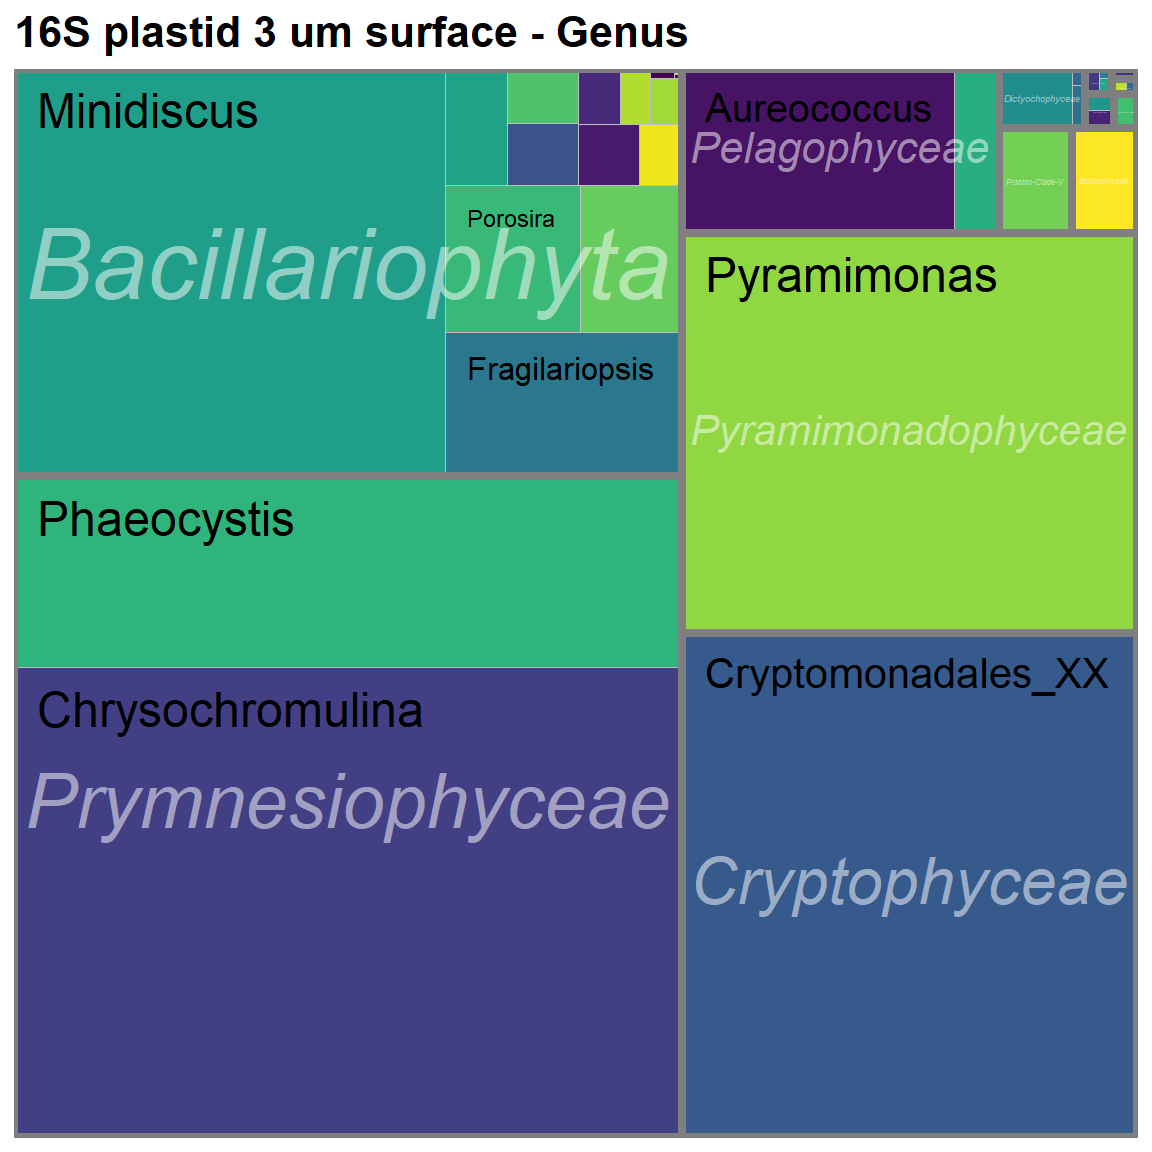 16S plastid 3 um surface - Genus
Minidiscus
Bacillariophyta
Porosira
Fragilariopsis
Phaeocystis
Chrysochromulina
Prymnesiophyceae
Aureococcus
Pelagophyceae
Dictyochophyceae
Prasino-Clade-V
Bolidophyceae
Pyramimonas
Pyramimonadophyceae
Cryptomonadales_XX
Cryptophyceae